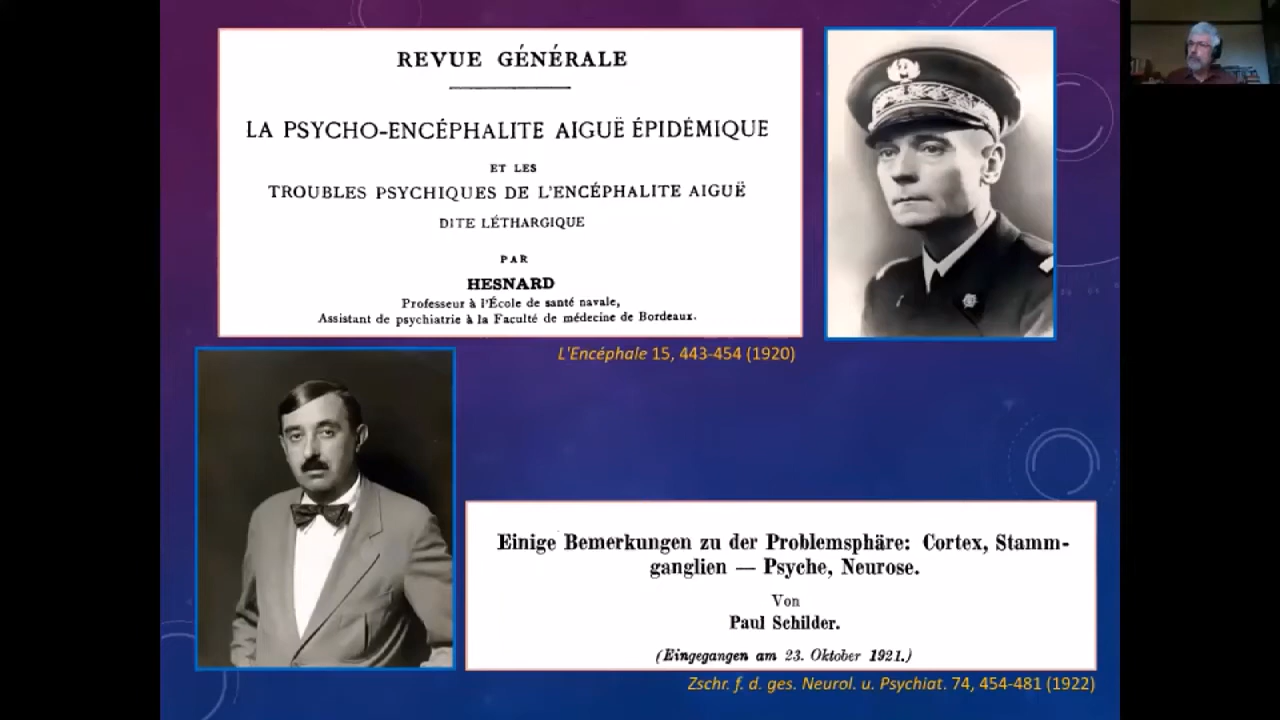 REVUE GÉNÉRALE
LA PSYCHO-ENCÉPHALITE AIGUË ÉPIDÉMIQUE
ET LES
TROUBLES PSYCHIQUES DE L'ENCÉPHALITE AIGUË
DITE LÉTHARGIQUE
PAR
HESNARD
Professeur à l'École de santé navale,
Assistant de psychiatrie à la Faculté de médecine de Bordeaux.
L'Encéphale 15, 443-454 (1920)
Einige Bemerkungen zu der Problemsphäre: Cortex, Stamm-
ganglien — Psyche, Neurose.
Von
Paul Schilder.
(Eingegangen am 23. Oktober 1921.)
Zschr. f. d. ges. Neurol. u. Psychiat. 74, 454-481 (1922)